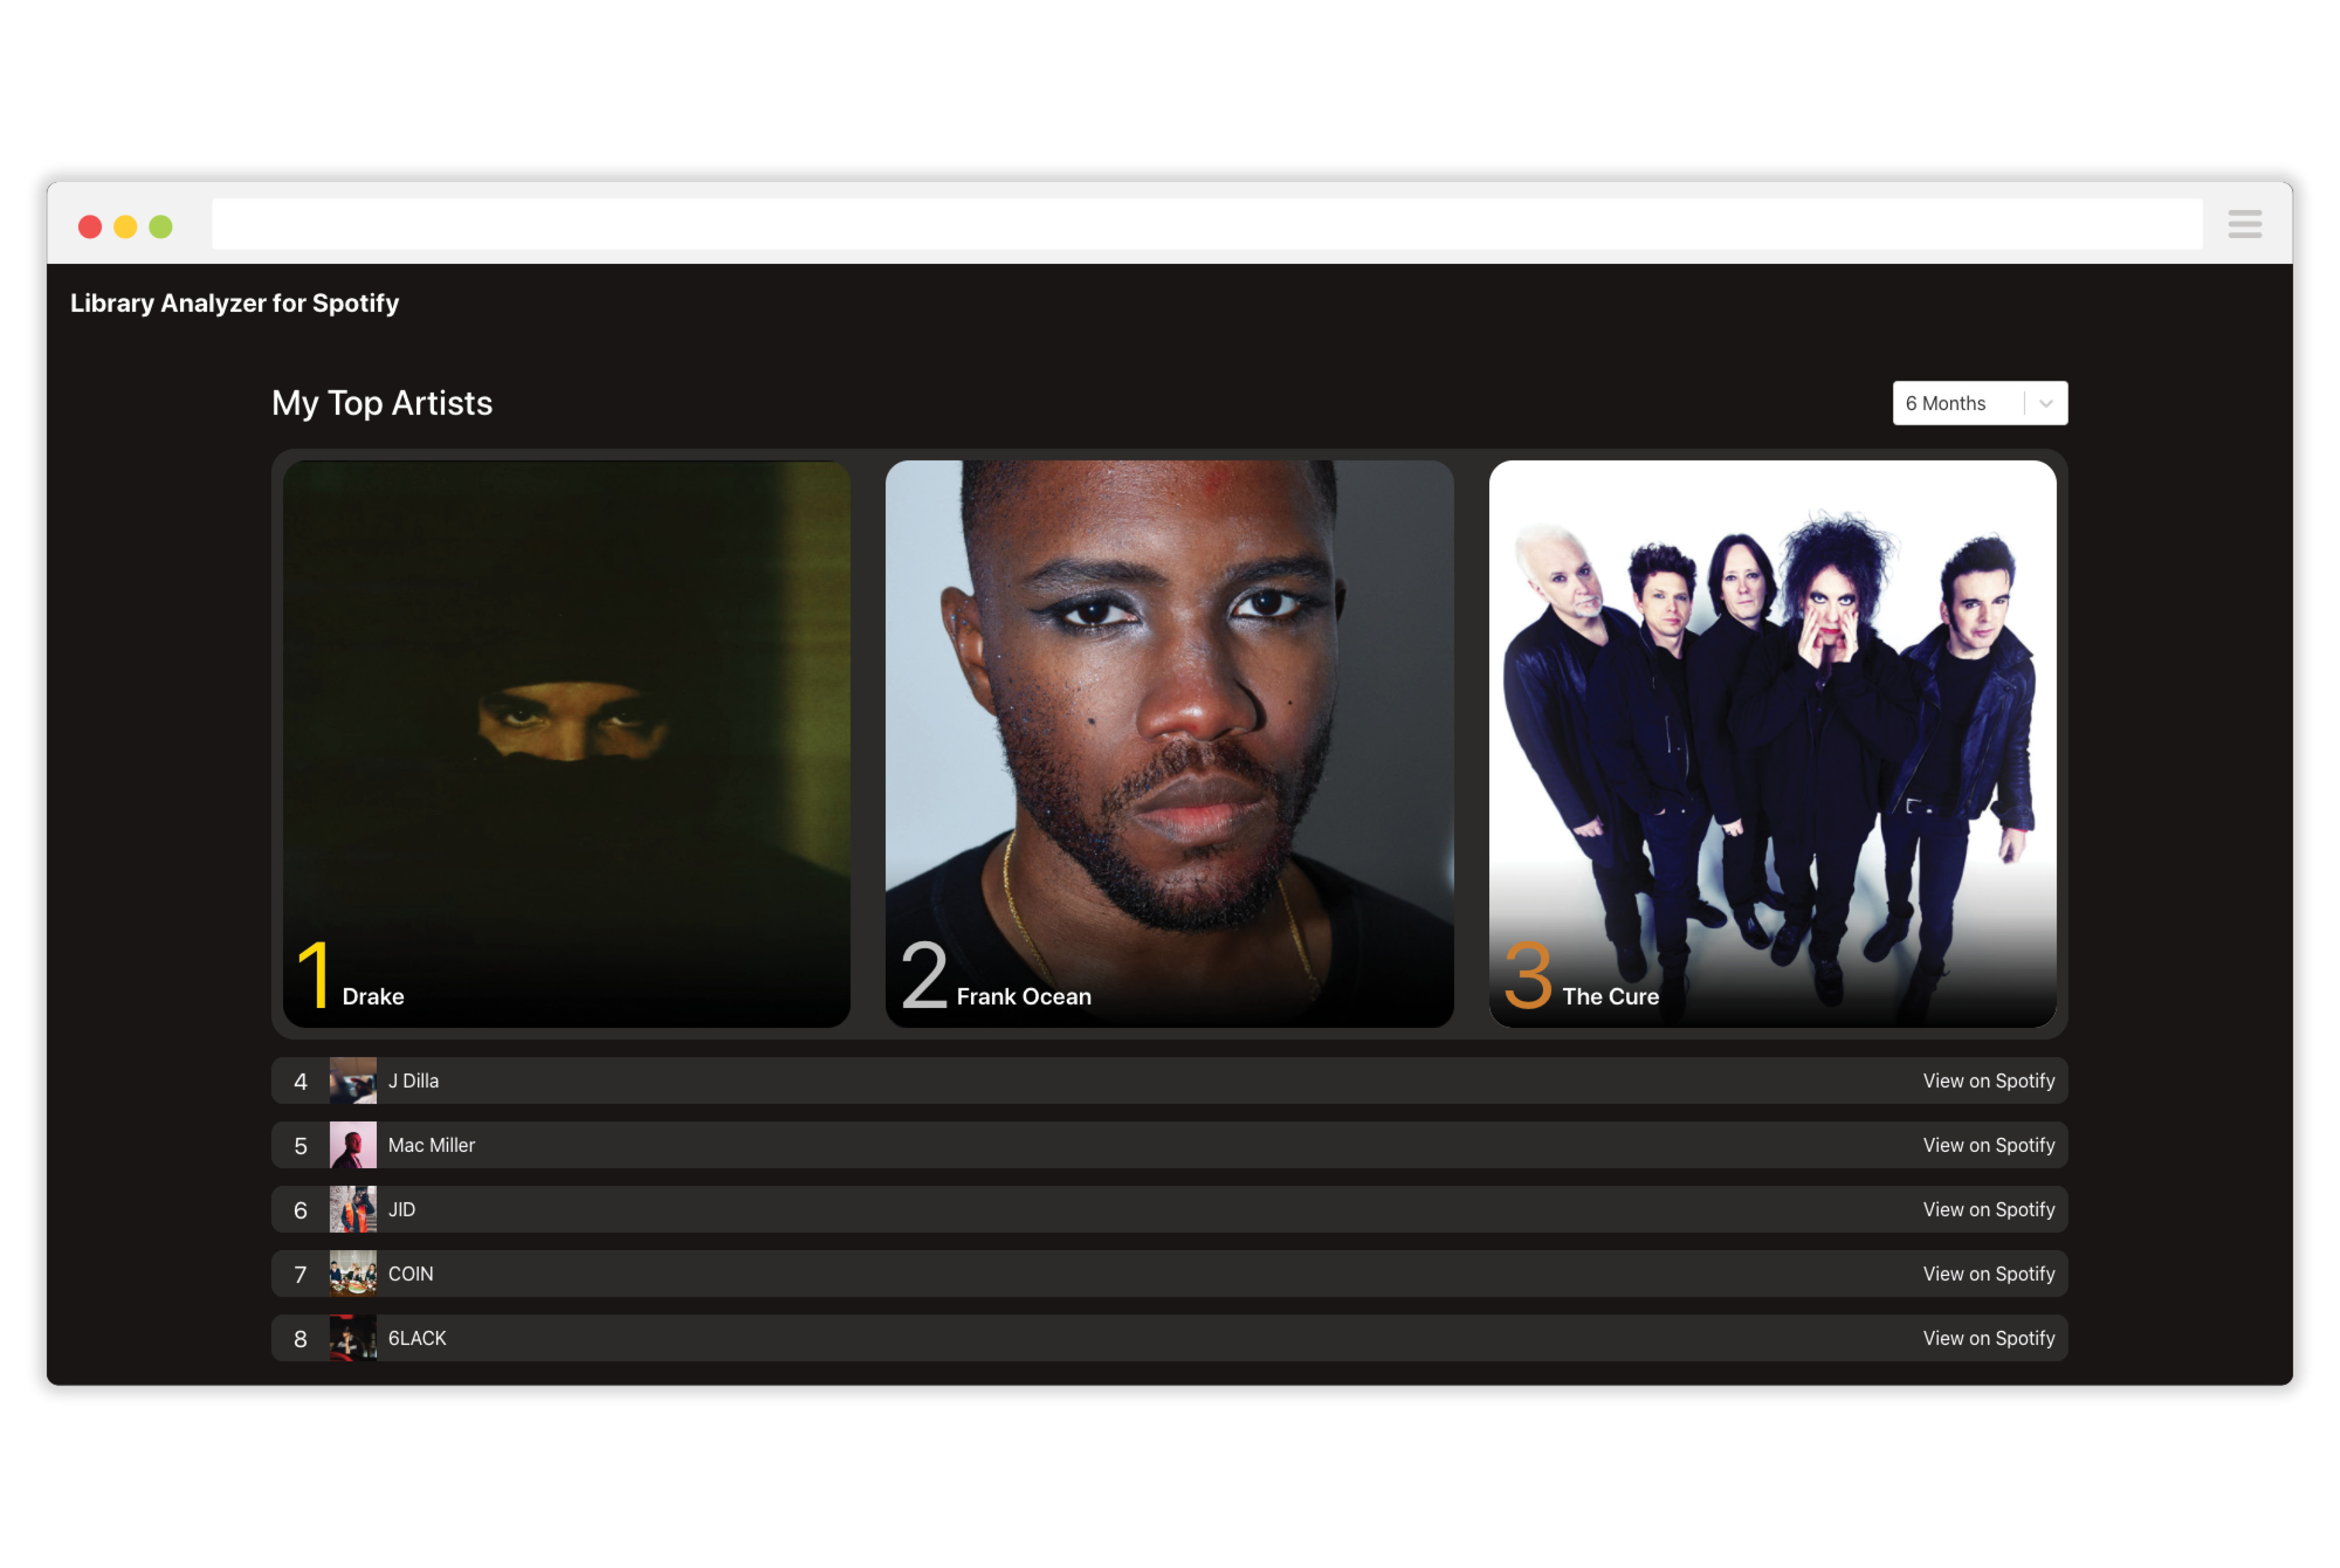 Library Analyzer for Spotify
My Top Artists
6 Months
1 Drake
2 Frank Ocean
3 The Cure
4 J Dilla View on Spotify
5 Mac Miller View on Spotify
6 JID View on Spotify
7 COIN View on Spotify
8 6LACK View on Spotify